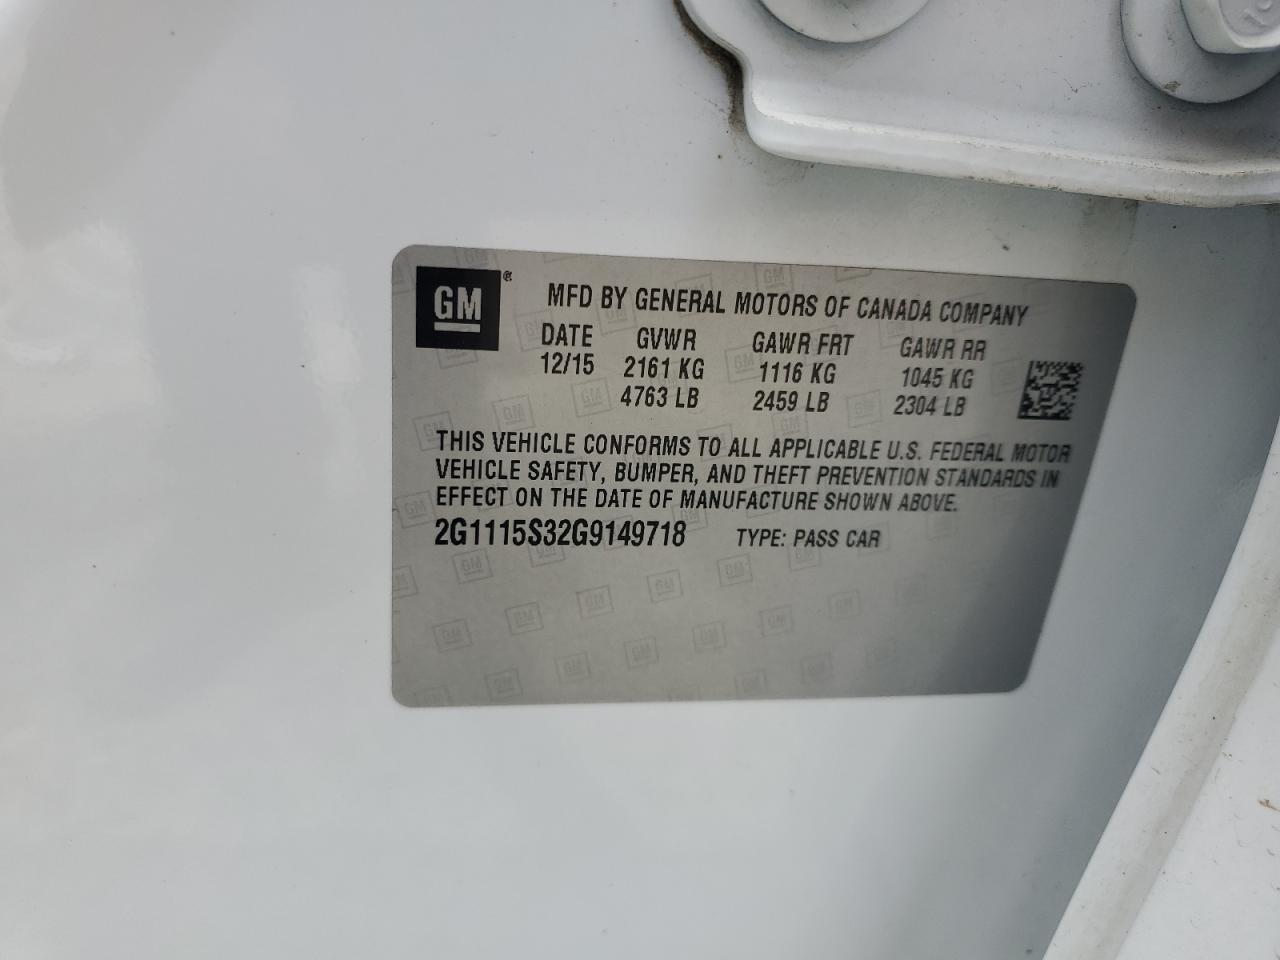 GM®
MFD BY GENERAL MOTORS OF CANADA COMPANY
DATE GVWR GAWR FRT GAWR RR
12/15 2161 KG 1116 KG 1045 KG
4763 LB 2459 LB 2304 LB
THIS VEHICLE CONFORMS TO ALL APPLICABLE U.S. FEDERAL MOTOR
VEHICLE SAFETY, BUMPER, AND THEFT PREVENTION STANDARDS IN
EFFECT ON THE DATE OF MANUFACTURE SHOWN ABOVE.
2G1115S32G9149718 TYPE: PASS CAR